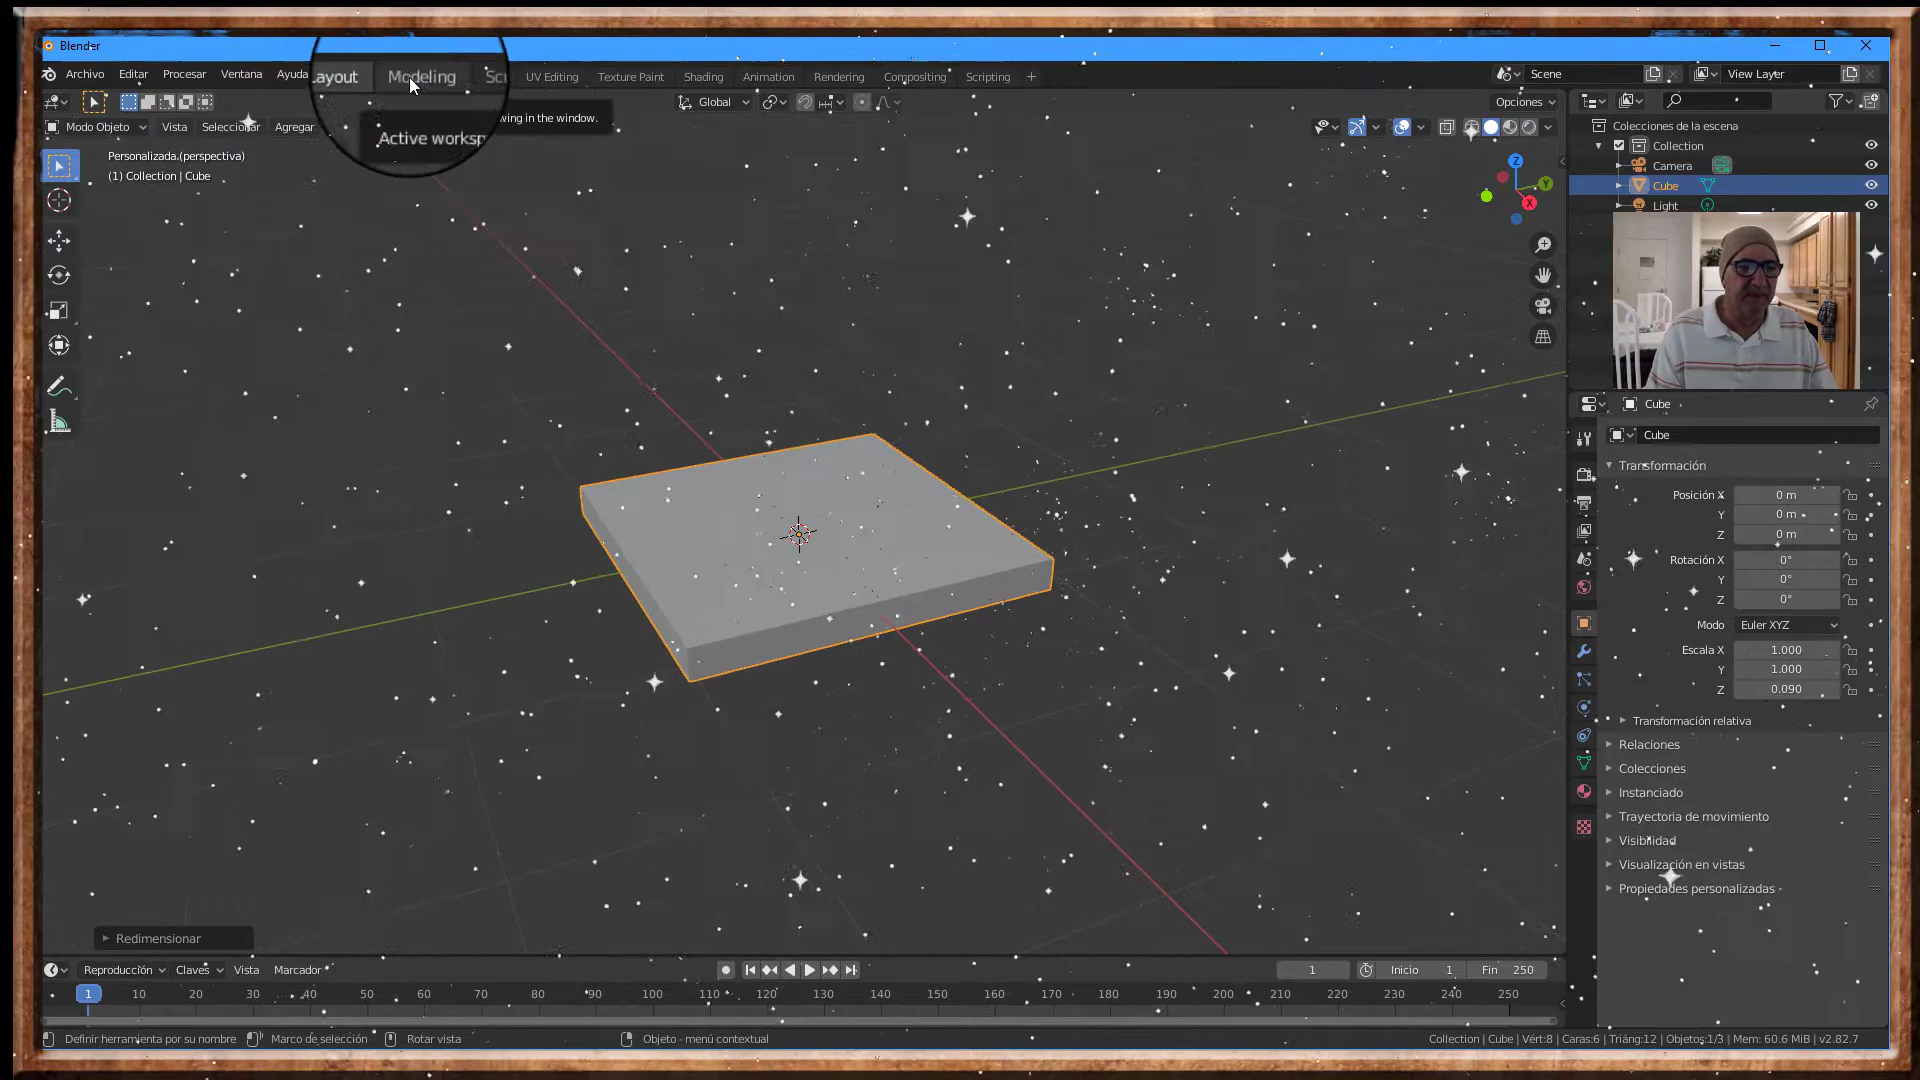 Blender
Archivo Editar Procesar Ventana Ayuda Layout Modeling UV Editing Texture Paint Shading Animation Rendering Compositing Scripting + Scene View Layer
Global Opciones
wing in the window.
Modo Objeto Vista Seleccionar Agregar
Active worksp
Colecciones de la escena
Collection
Camera
Cube
Light
Personalizada (perspectiva)
(1) Collection | Cube
Z
Y
X
Cube
Cube
Transformación
Posición X 0 m
Y 0 m
Z 0 m
Rotación X 0°
Y 0°
Z 0°
Modo Euler XYZ
Escala X 1.000
Y 1.000
Z 0.090
Transformación relativa
Relaciones
Colecciones
Instanciado
Trayectoria de movimiento
Visibilidad
Visualización en vistas
Propiedades personalizadas
Redimensionar
Reproducción Claves Vista Marcador 1 Inicio 1 Fin 250
1 10 20 30 40 50 60 70 80 90 100 110 120 130 140 150 160 170 180 190 200 210 220 230 240 250
Definir herramienta por su nombre Marco de selección Rotar vista Objeto - menú contextual Collection | Cube | Vért:8 | Caras:6 | Triáng:12 | Objetos:1/3 | Mem: 60.6 MiB | v2.82.7